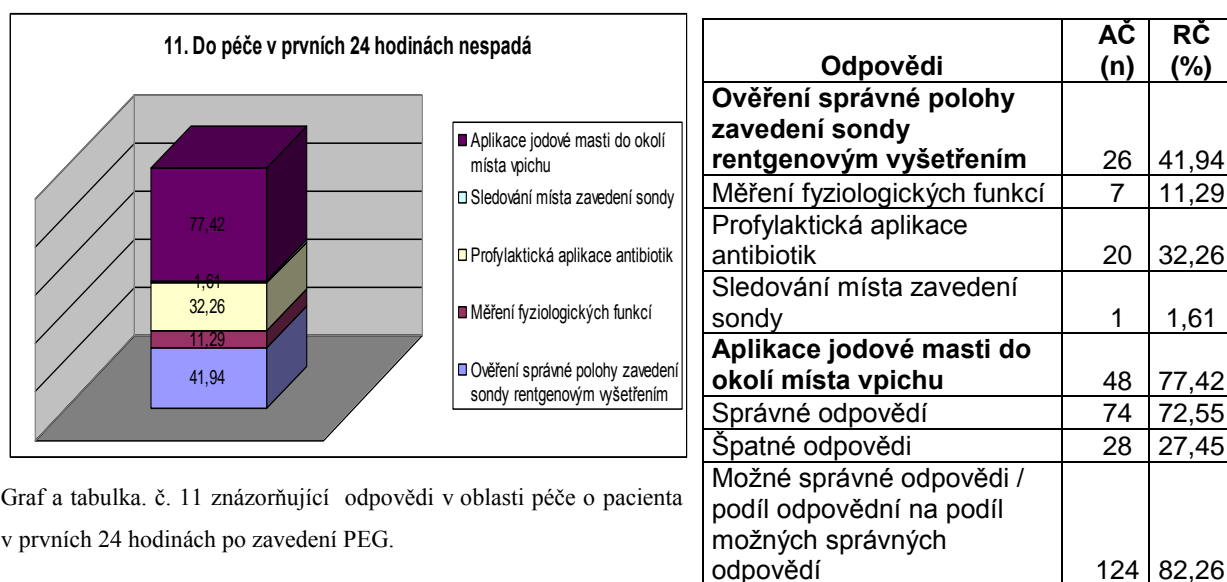 11. Do péče v prvních 24 hodinách nespadá
77,42
1,61
32,26
11,29
41,94
Aplikace jodové masti do okolí
místa vpichu
Sledování místa zavedení sondy
Profylaktická aplikace antibiotik
Měření fyziologických funkcí
Ověření správné polohy zavedení
sondy rentgenovým vyšetřením
Graf a tabulka. č. 11 znázorňující odpovědi v oblasti péče o pacienta
v prvních 24 hodinách po zavedení PEG.
AČ RČ
Odpovědi (n) (%)
Ověření správné polohy
zavedení sondy
rentgenovým vyšetřením 26 41,94
Měření fyziologických funkcí 7 11,29
Profylaktická aplikace
antibiotik 20 32,26
Sledování místa zavedení
sondy 1 1,61
Aplikace jodové masti do
okolí místa vpichu 48 77,42
Správné odpovědí 74 72,55
Špatné odpovědi 28 27,45
Možné správné odpovědi /
podíl odpovědní na podíl
možných správných
odpovědí 124 82,26